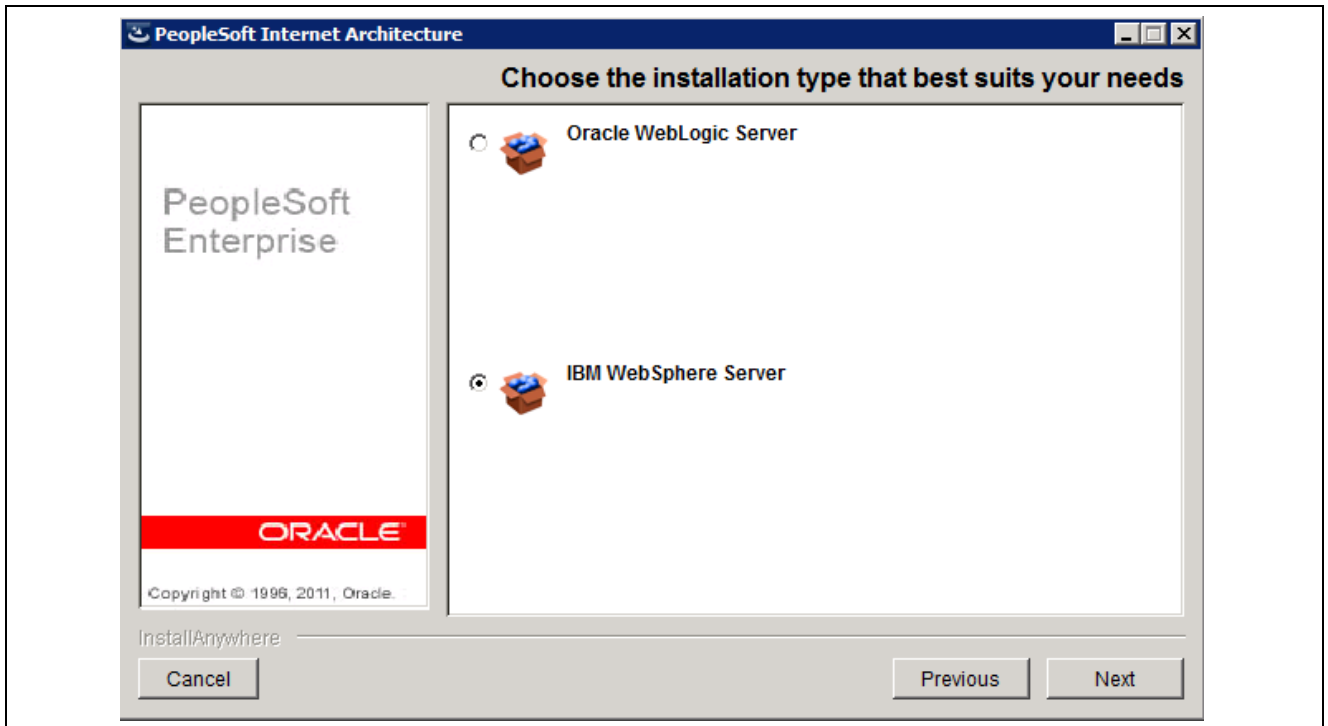 PeopleSoft Internet Architecture
Choose the installation type that best suits your needs
PeopleSoft
Enterprise
ORACLE
Copyright © 1996, 2011, Oracle.
Oracle WebLogic Server
IBM WebSphere Server
InstallAnywhere
Cancel
Previous
Next